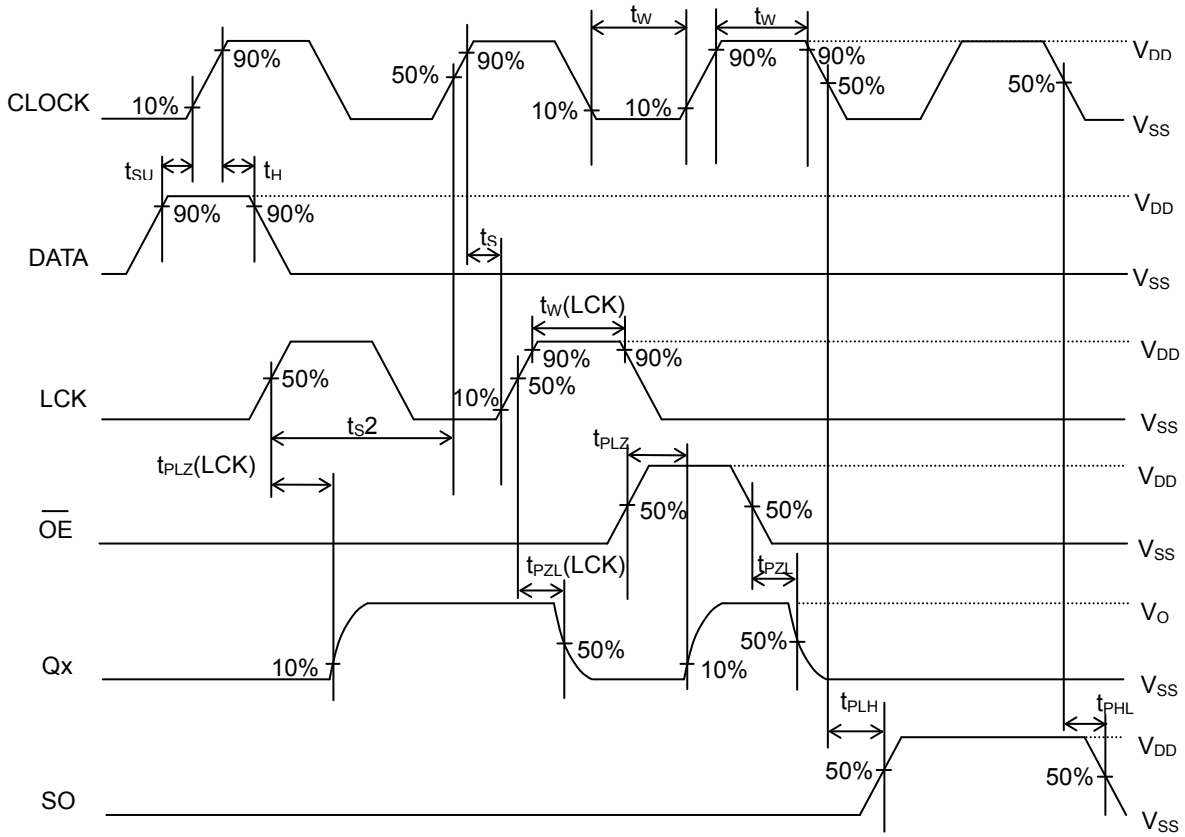 tW tW
VDD
90% 90% 90% 90%
50% 50% 50%
CLOCK 10% 10% 10%
VSS
tSU tH
VDD
90% 90%
tS
DATA
VSS
tW(LCK)
VDD
90% 90%
50% 50%
LCK 10%
VSS
tS2
tPLZ
tPLZ(LCK)
VDD
50% 50%
OE
VSS
tPZL(LCK) tPZL
VO
50% 50%
Qx 10% 10%
VSS
tPLH tPHL
VDD
50% 50%
SO
VSS